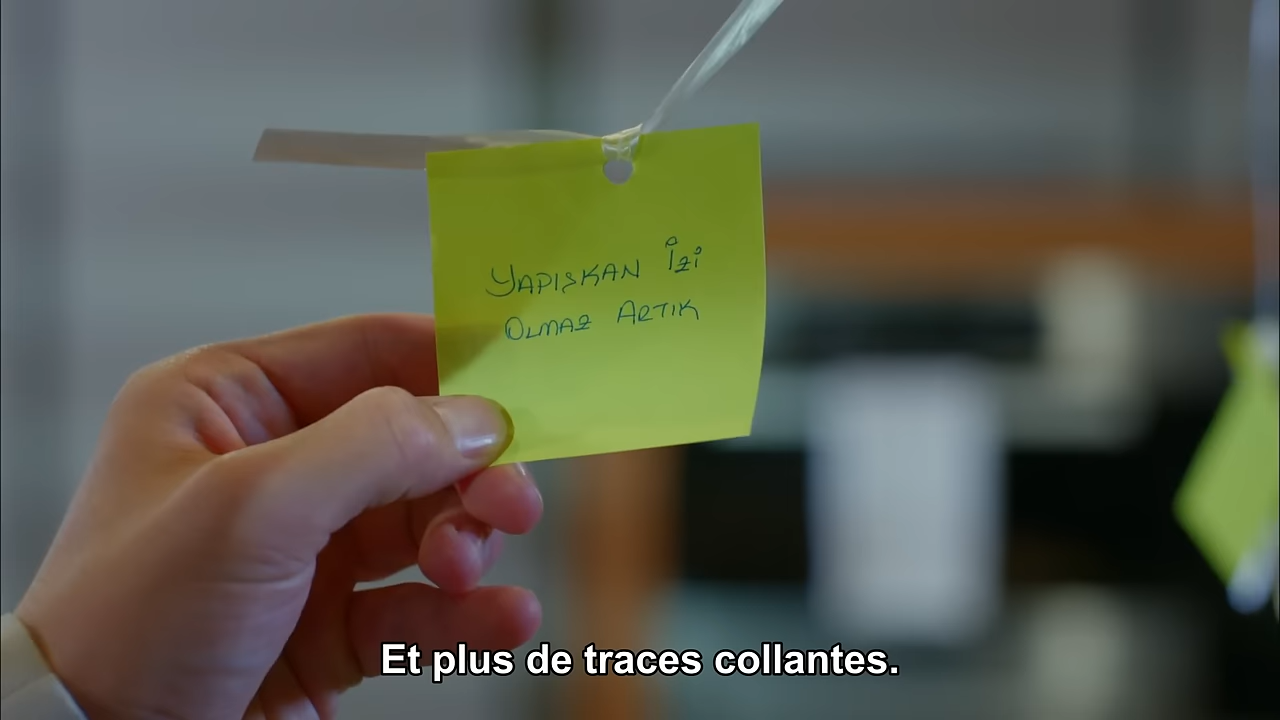 YAPIŞKAN İZİ
OLMAZ ARTIK
Et plus de traces collantes.